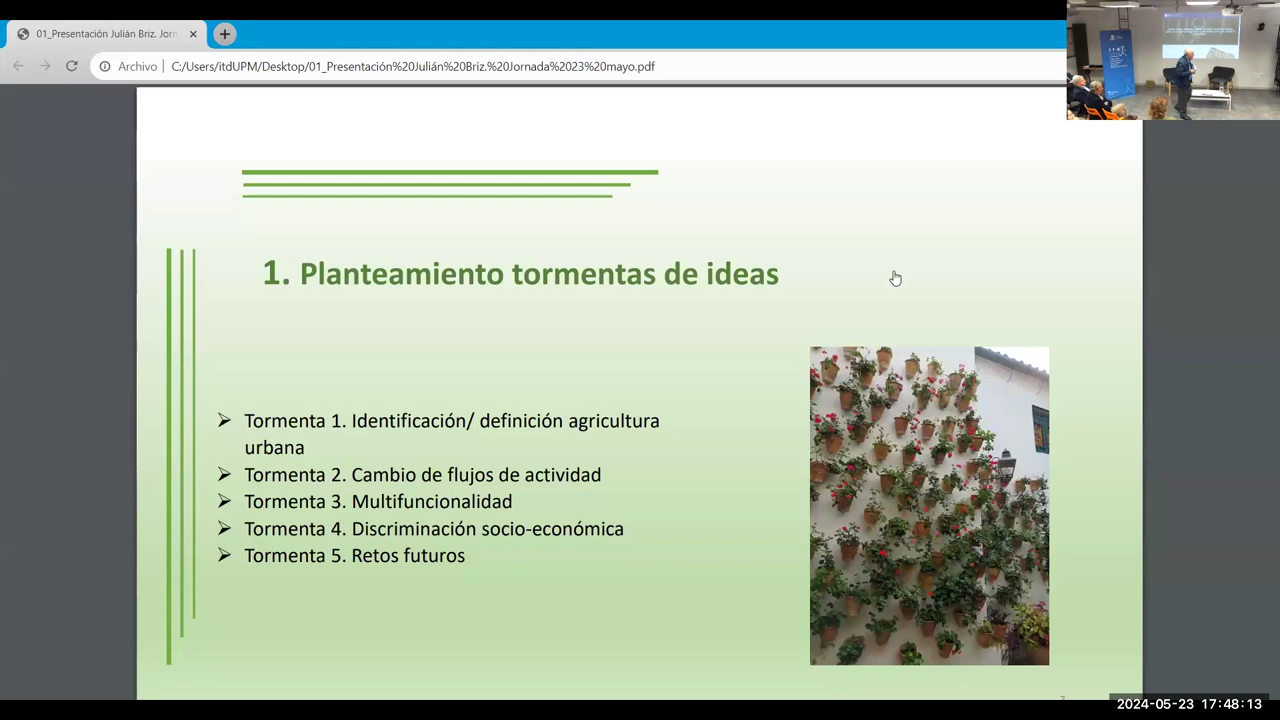 01_Presentación Julián Briz. Jorn
Archivo
C:/Users/itdUPM/Desktop/01_Presentación%20Julián%20Briz.%20Jornada%2023%20mayo.pdf
1. Planteamiento tormentas de ideas
Tormenta 1. Identificación/ definición agricultura
urbana
Tormenta 2. Cambio de flujos de actividad
Tormenta 3. Multifuncionalidad
Tormenta 4. Discriminación socio-económica
Tormenta 5. Retos futuros
2024-05-23 17:48:13